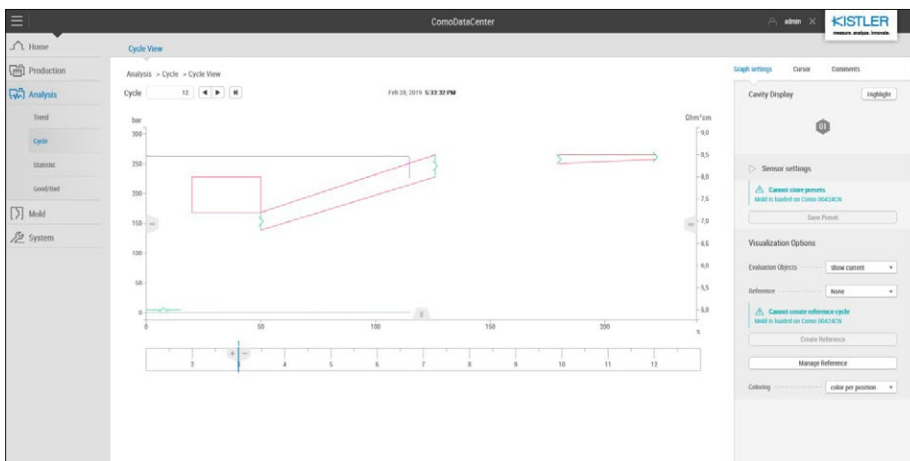 ComoDataCenter
admin
KISTLER
measure. analyze. innovate.
Home
Production
Analysis
Trend
Cycle
Statistic
Good/Bad
Mold
System
Cycle View
Analysis > Cycle > Cycle View
Cycle 12
Feb 28, 2019 5:33:32 PM
bar
300
250
200
150
100
50
0
Ohm*cm
9,0
8,5
8,0
7,5
7,0
6,5
6,0
5,5
5,0
0 50 100 150 200 s
2 3 4 5 6 7 8 9 10 11 12
Graph settings Cursor Comments
Cavity Display Highlight
01
Sensor settings
Cannot store presets
Mold is loaded on Como 00424CN
Save Preset
Visualization Options
Evaluation Objects show current
Reference None
Cannot create reference cycle
Mold is loaded on Como 00424CN
Create Reference
Manage Reference
Coloring color per position